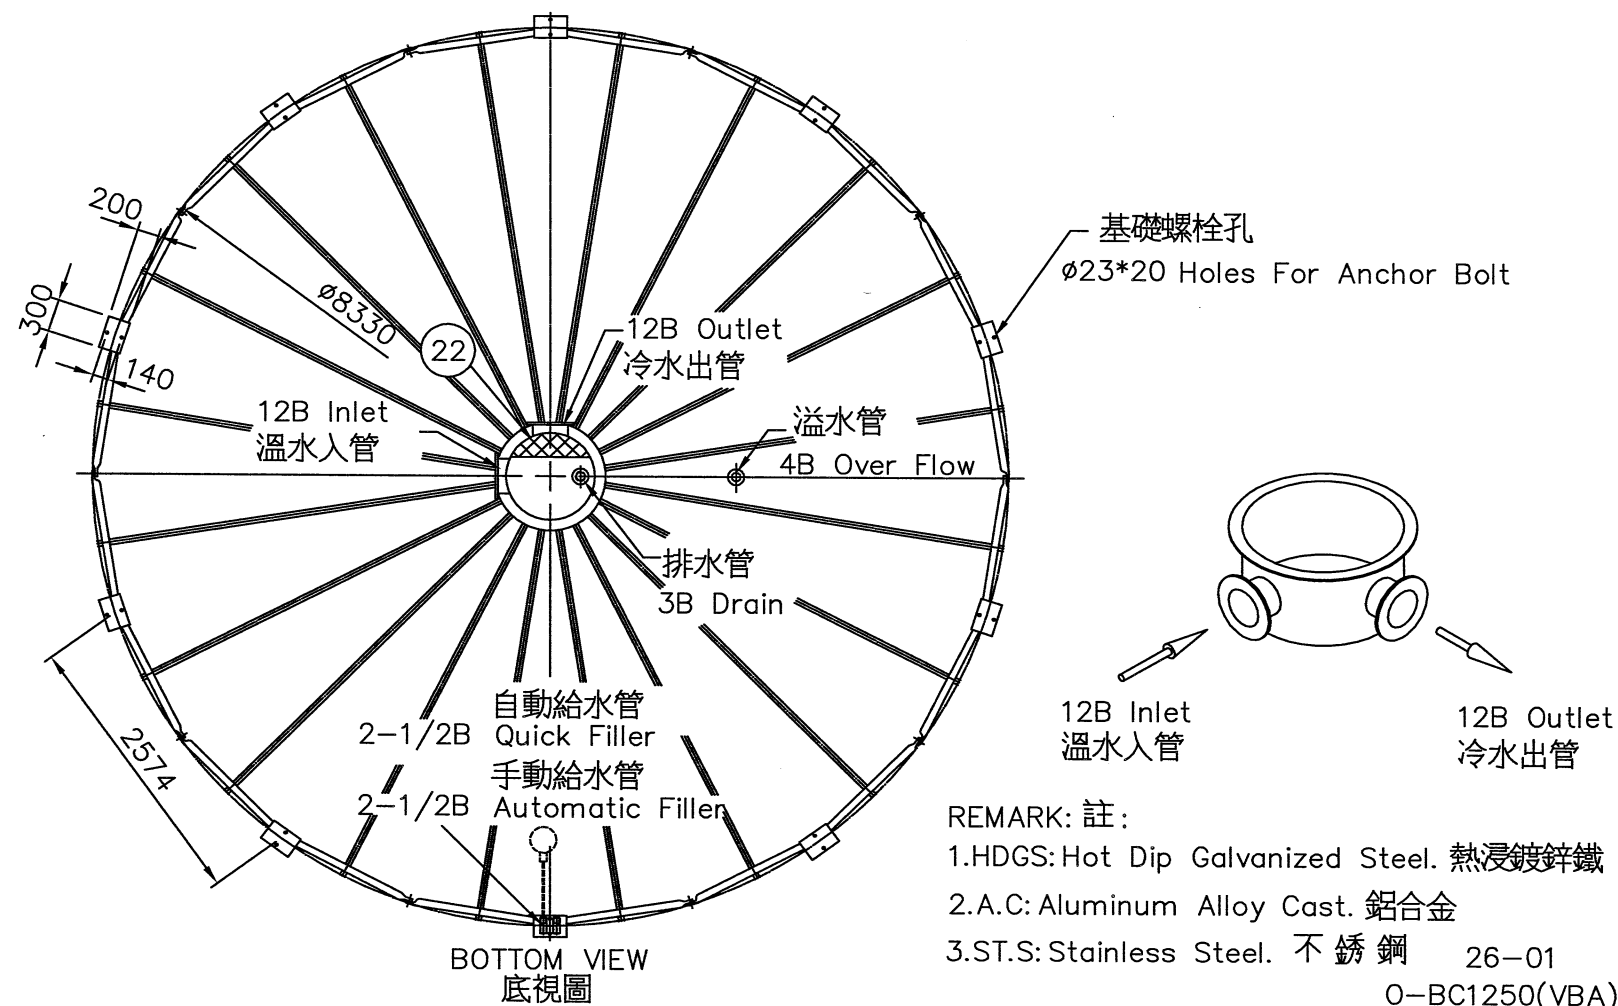 200
300
140
ø8330
22
12B Outlet
冷水出管
12B Inlet
溫水入管
溢水管
4B Over Flow
排水管
3B Drain
基礎螺栓孔
ø23*20 Holes For Anchor Bolt
2574
自動給水管
2-1/2B Quick Filler
手動給水管
2-1/2B Automatic Filler
BOTTOM VIEW
底視圖
12B Inlet
溫水入管
12B Outlet
冷水出管
REMARK: 註:
1.HDGS: Hot Dip Galvanized Steel. 熱浸鍍鋅鐵
2.A.C: Aluminum Alloy Cast. 鋁合金
3.ST.S: Stainless Steel. 不銹鋼
26-01
O-BC1250(VBA)